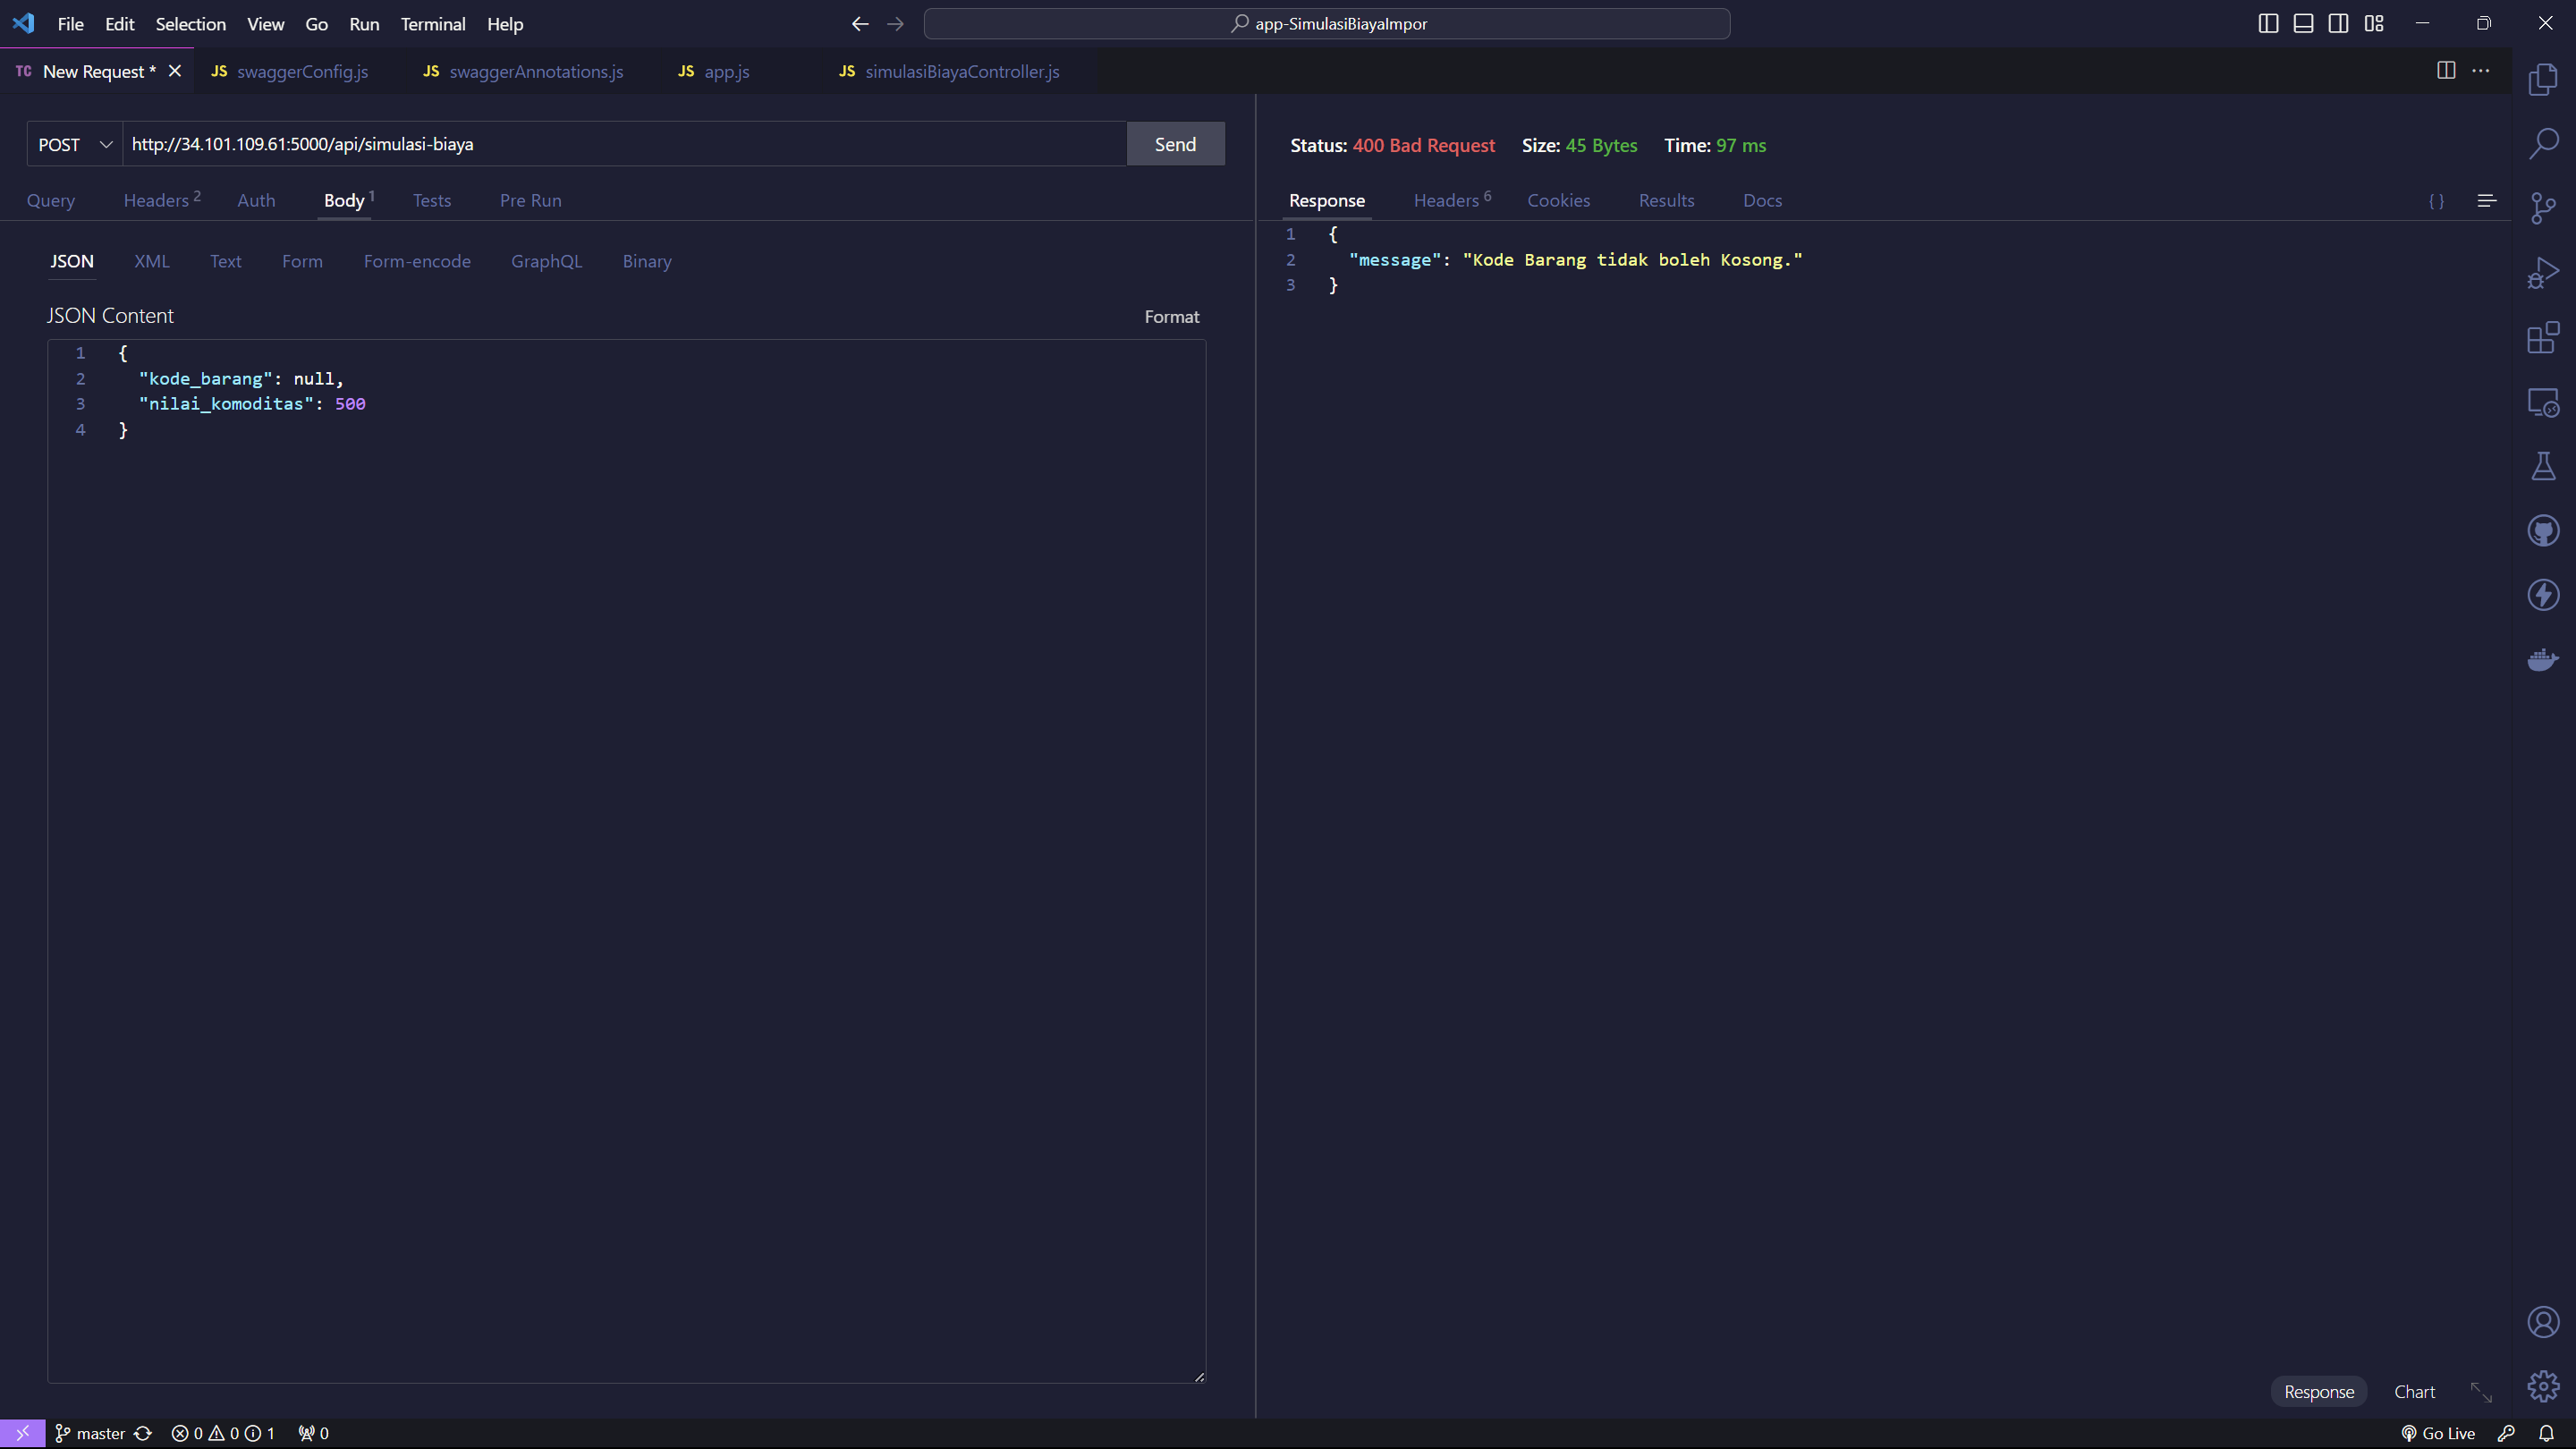 File Edit Selection View Go Run Terminal Help
app-SimulasiBiayaImpor
TC New Request * JS swaggerConfig.js JS swaggerAnnotations.js JS app.js JS simulasiBiayaController.js
POST http://34.101.109.61:5000/api/simulasi-biaya Send
Query Headers 2 Auth Body 1 Tests Pre Run
JSON XML Text Form Form-encode GraphQL Binary
JSON Content Format
1 {
2 "kode_barang": null,
3 "nilai_komoditas": 500
4 }
Status: 400 Bad Request Size: 45 Bytes Time: 97 ms
Response Headers 6 Cookies Results Docs { }
1 {
2 "message": "Kode Barang tidak boleh Kosong."
3 }
Response Chart
master 0 0 1 0 Go Live